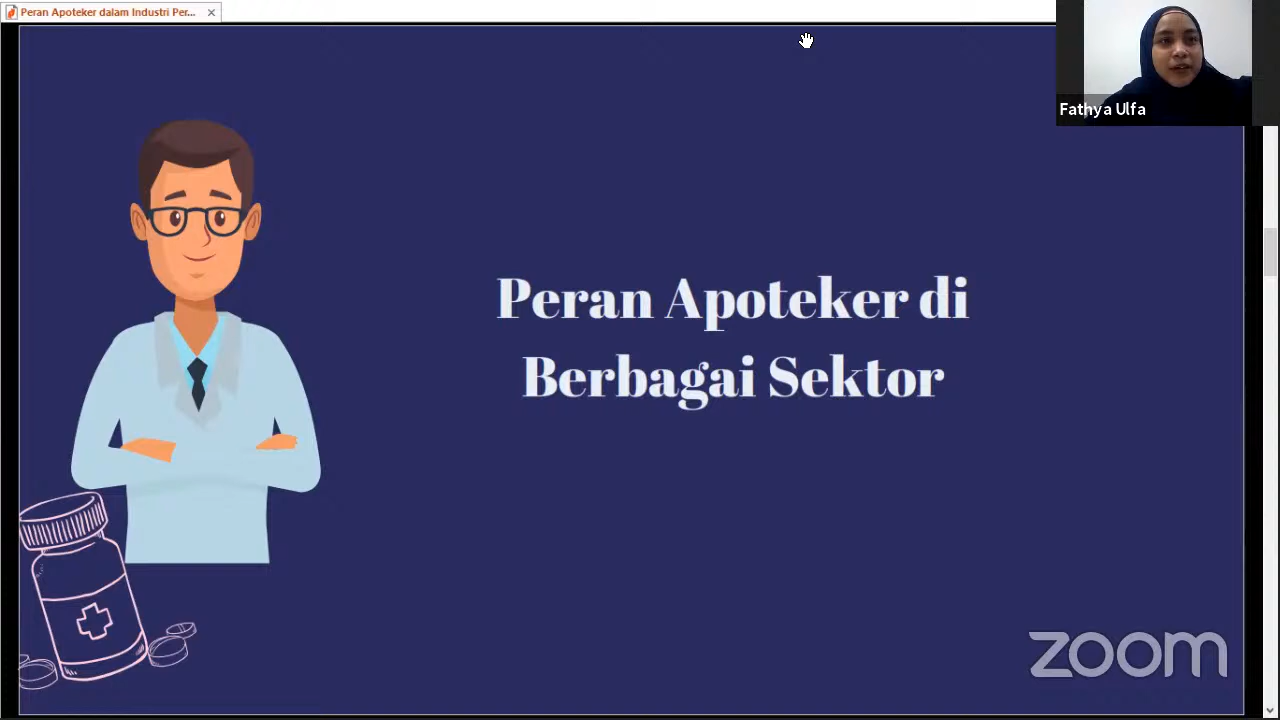 Peran Apoteker dalam Industri Per...
Fathya Ulfa
Peran Apoteker di
Berbagai Sektor
zoom